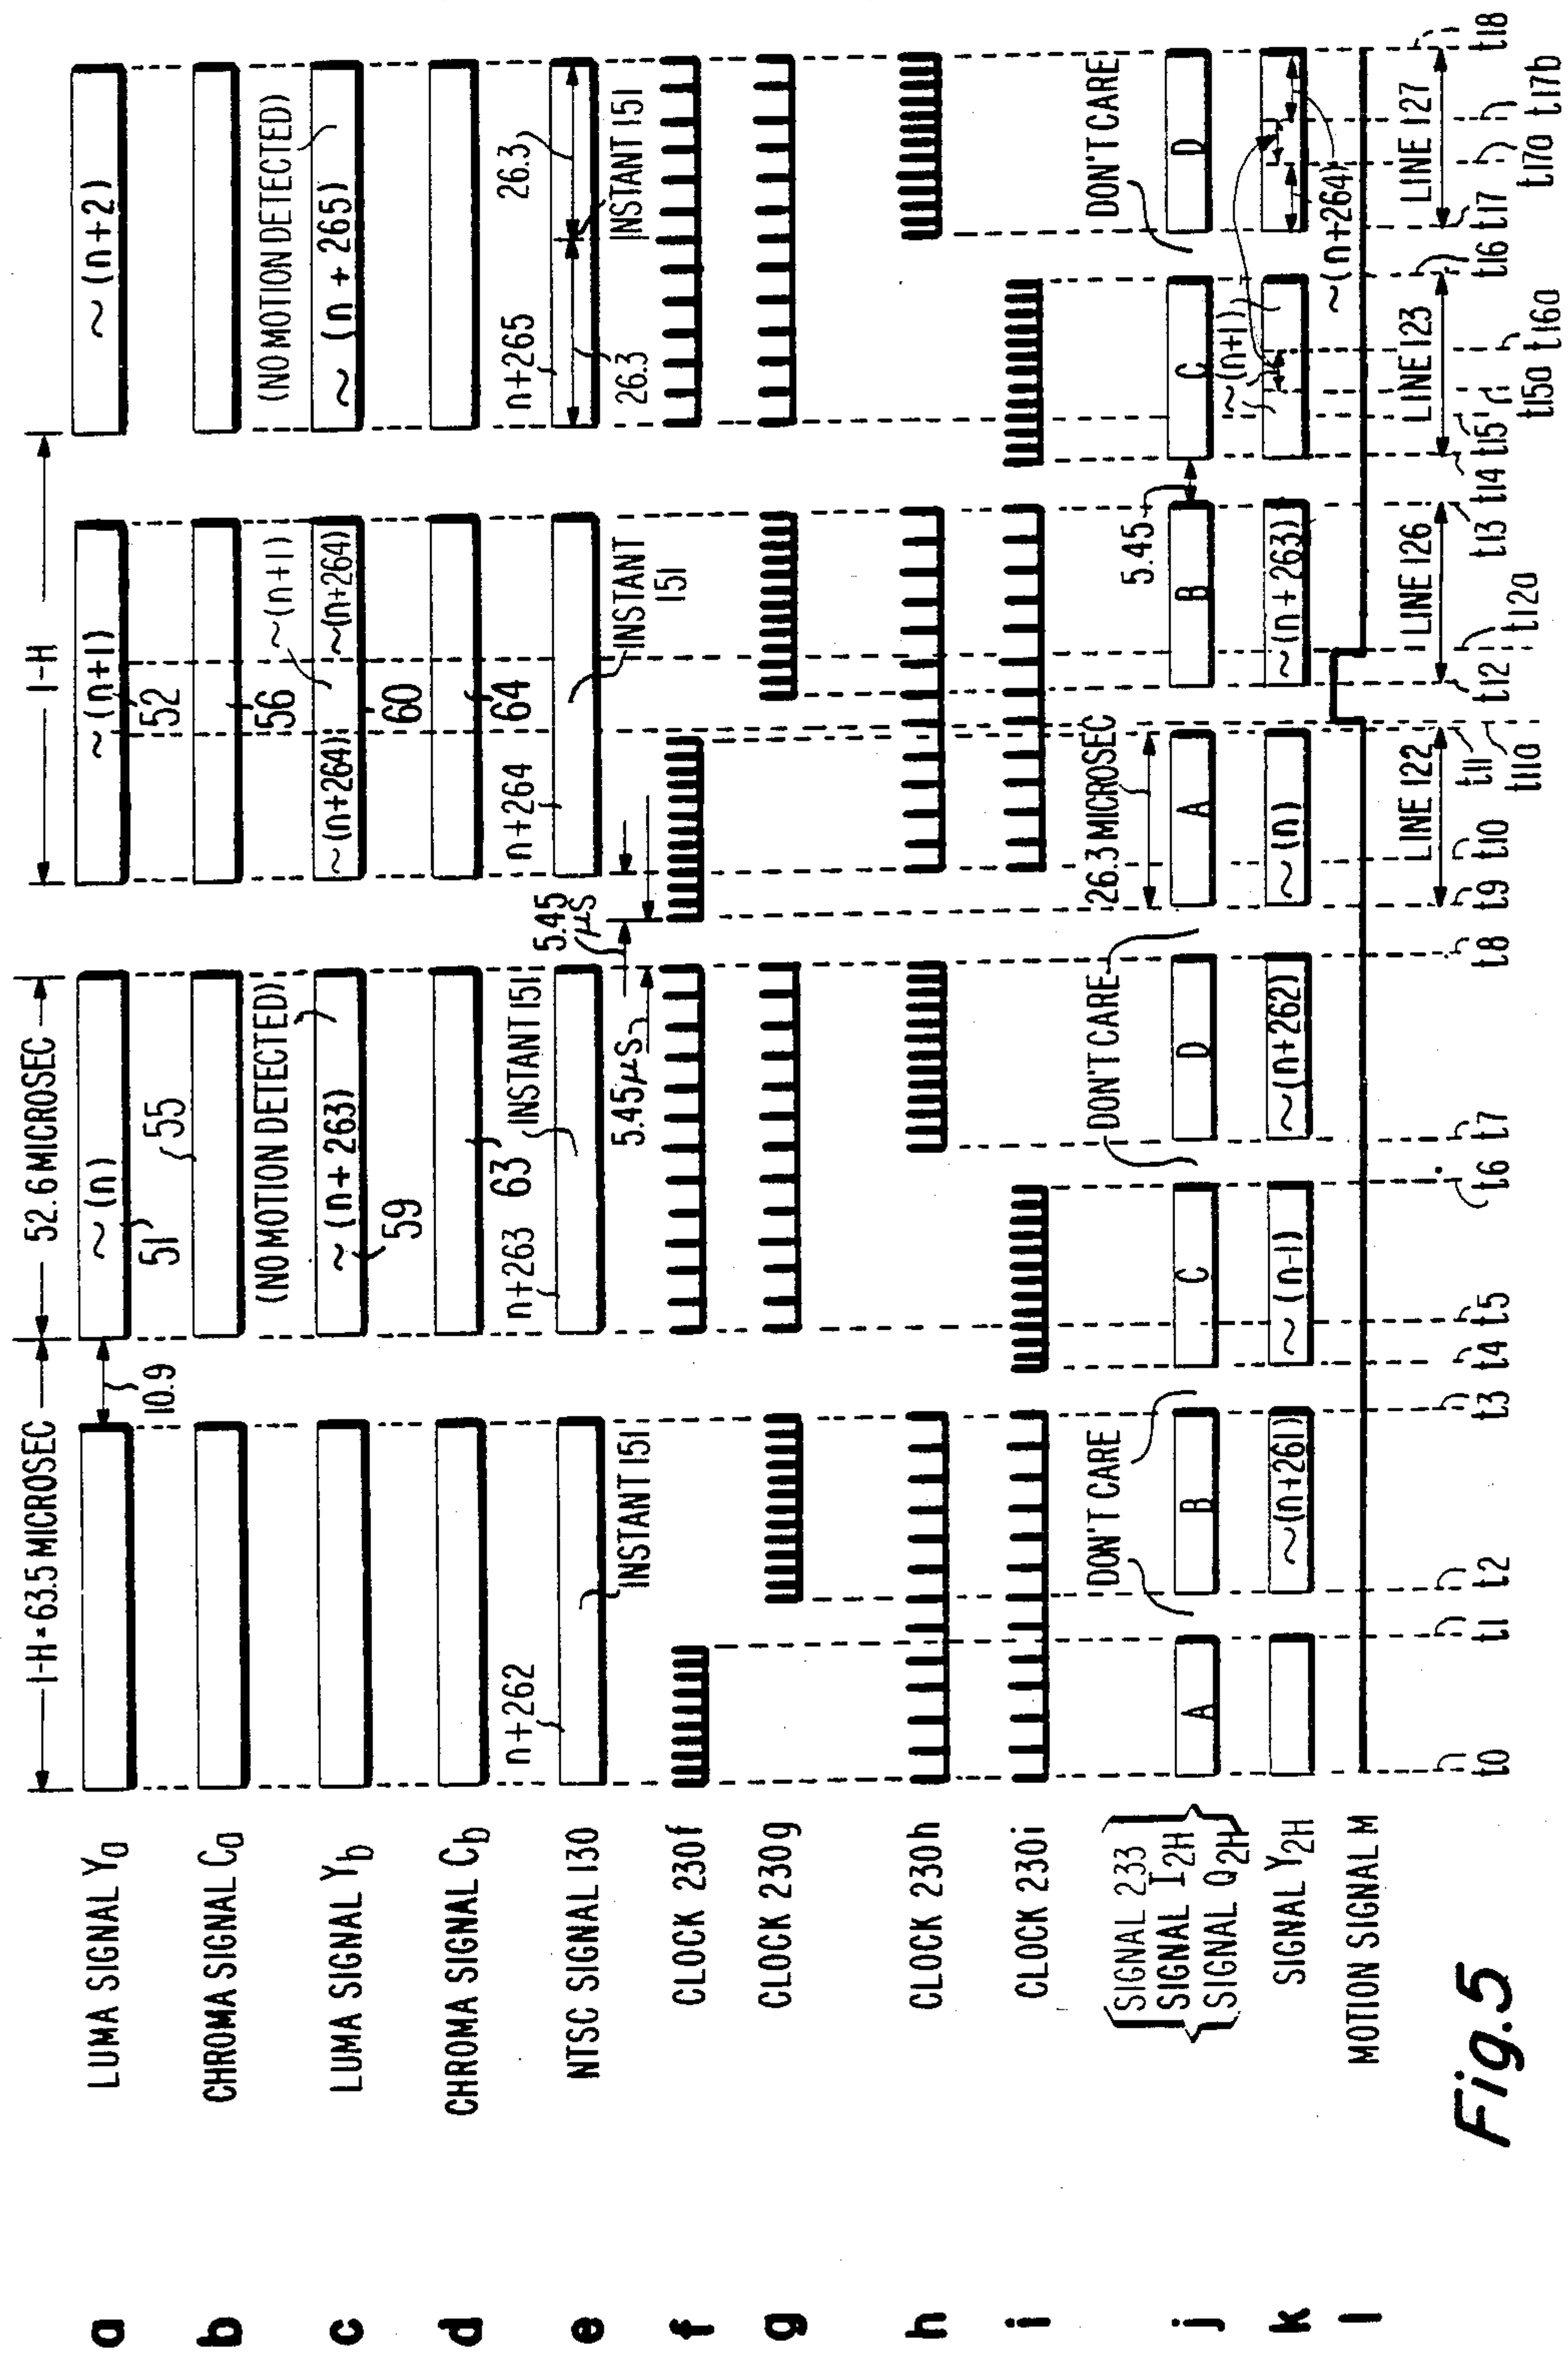 a LUMA SIGNAL Ya
1-H = 63.5 MICROSEC
52.6 MICROSEC
1-H
10.9
~(n)
51
~(n+1)
52
~(n+2)
b CHROMA SIGNAL Ca
55
56
c LUMA SIGNAL Yb
(NO MOTION DETECTED)
~(n+263)
59
~(n+264)
~(n+1)
~(n+264)
60
(NO MOTION DETECTED)
~(n+265)
d CHROMA SIGNAL Cb
63
64
e NTSC SIGNAL 130
n+262
INSTANT 151
n+263
INSTANT 151
n+264
INSTANT 151
n+265
26.3
26.3
INSTANT 151
5.45 μS
5.45 μS
f CLOCK 230f
g CLOCK 230g
h CLOCK 230h
i CLOCK 230i
j SIGNAL 233
SIGNAL I2H
SIGNAL Q2H
A
DON'T CARE
B
DON'T CARE
C
DON'T CARE
D
26.3 MICROSEC
A
B
5.45
C
DON'T CARE
D
k SIGNAL Y2H
~(n+261)
~(n-1)
~(n+262)
~(n)
~(n+263)
~(n+1)
~(n+264)
l MOTION SIGNAL M
LINE 122
LINE 126
LINE 123
LINE 127
t0
t1
t2
t3
t4
t5
t6
t7
t8
t9
t10
t11
t11a
t12
t12a
t13
t14
t15
t15a
t16a
t16
t17
t17a
t17b
t18
Fig.5